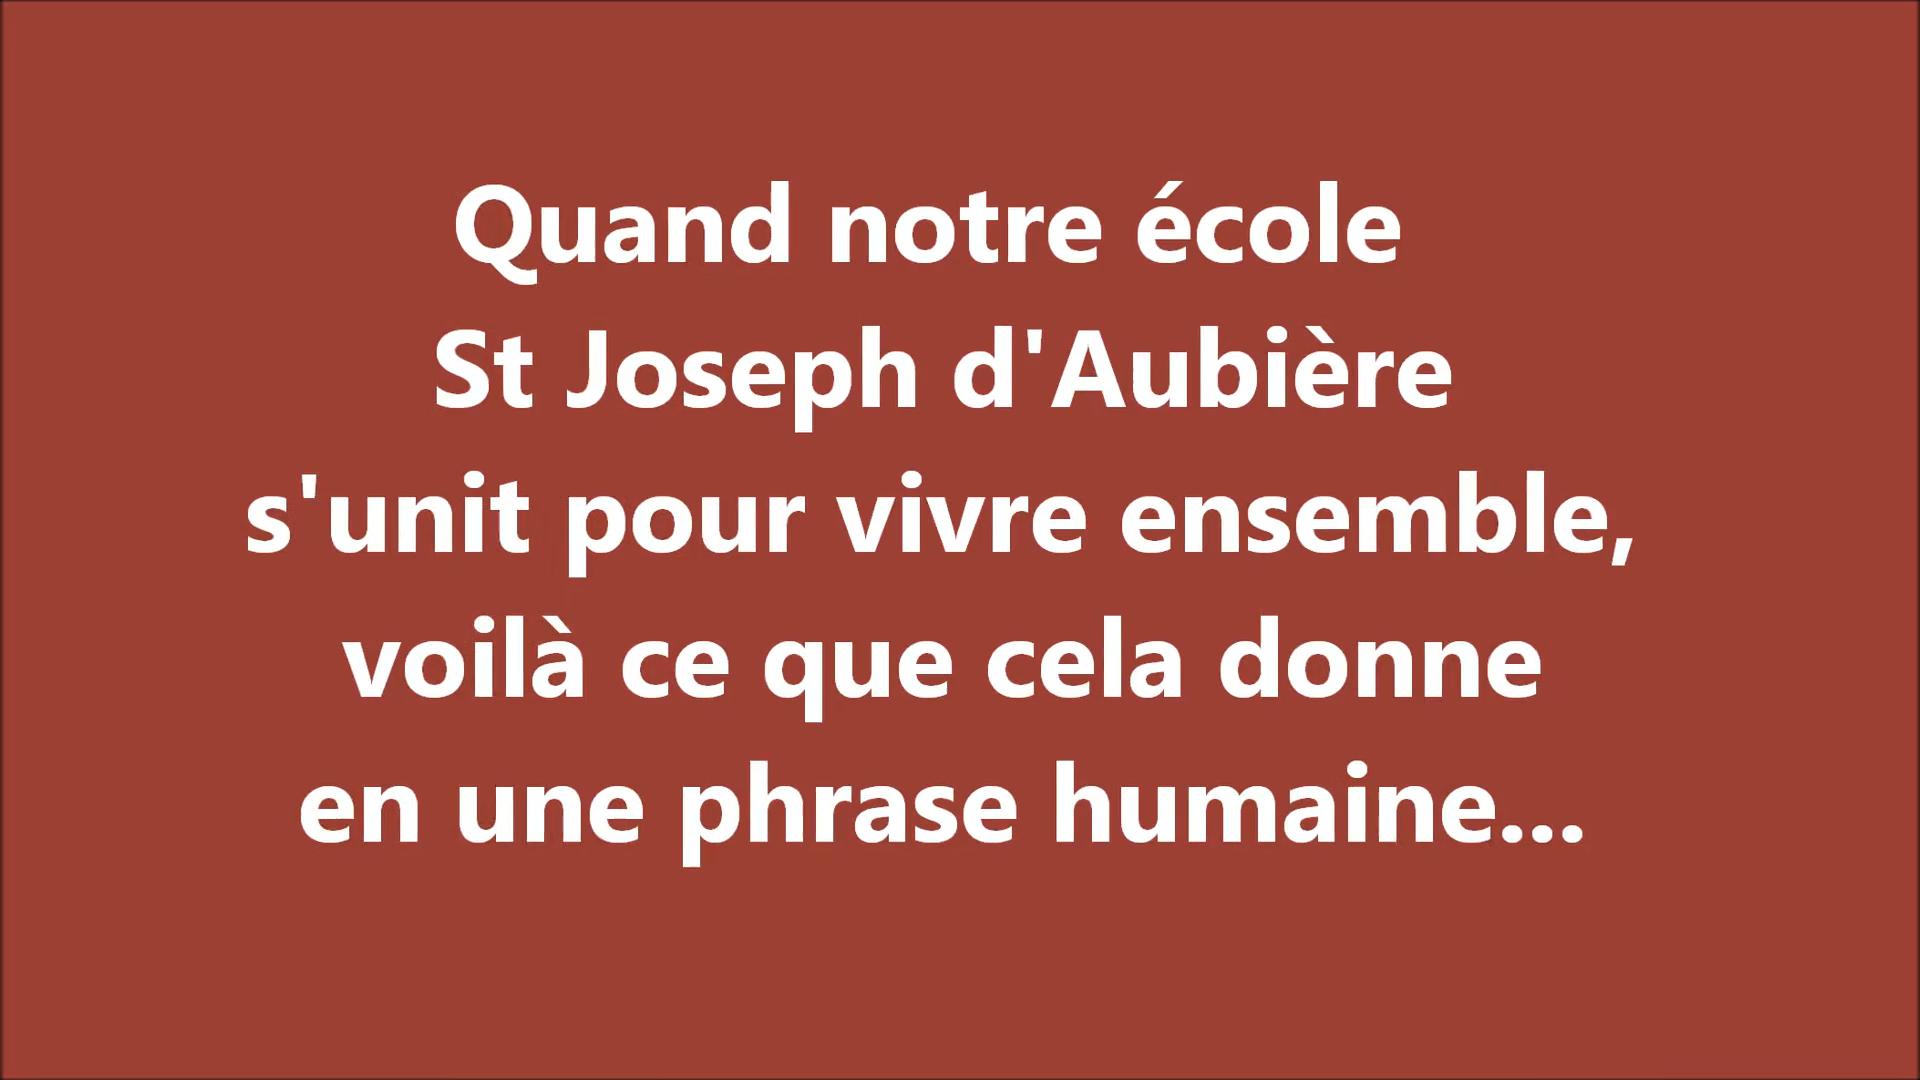 Quand notre école
St Joseph d'Aubière
s'unit pour vivre ensemble,
voilà ce que cela donne
en une phrase humaine...